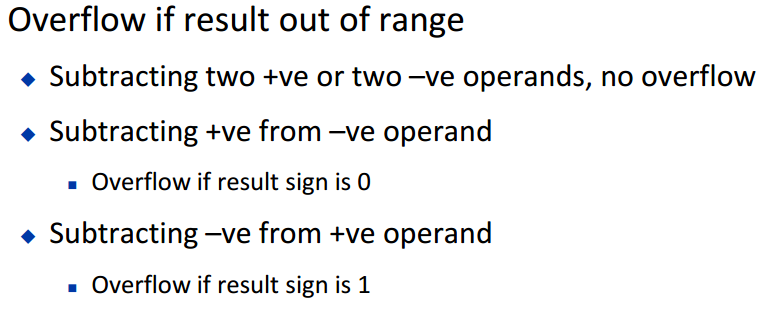 Overflow if result out of range
◆ Subtracting two +ve or two –ve operands, no overflow
◆ Subtracting +ve from –ve operand
■ Overflow if result sign is 0
◆ Subtracting –ve from +ve operand
■ Overflow if result sign is 1